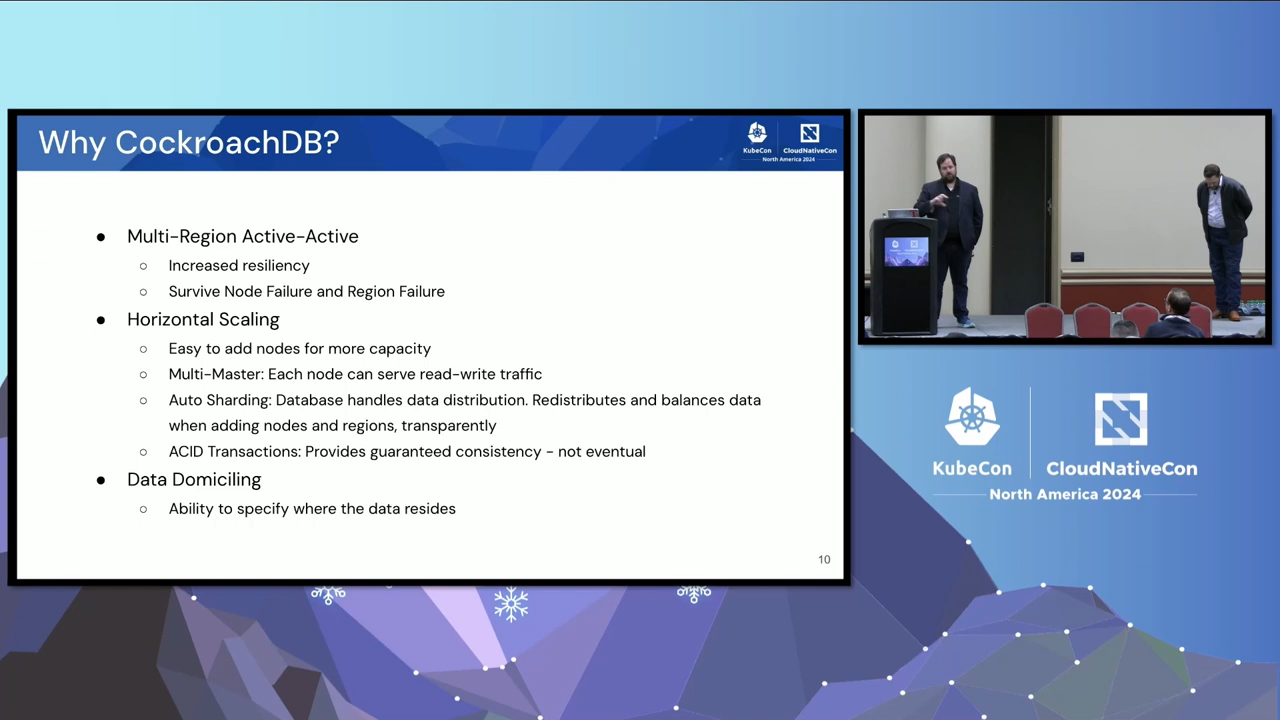 Why CockroachDB?
KubeCon
CloudNativeCon
North America 2024
● Multi-Region Active-Active
○ Increased resiliency
○ Survive Node Failure and Region Failure
● Horizontal Scaling
○ Easy to add nodes for more capacity
○ Multi-Master: Each node can serve read-write traffic
○ Auto Sharding: Database handles data distribution. Redistributes and balances data
when adding nodes and regions, transparently
○ ACID Transactions: Provides guaranteed consistency - not eventual
● Data Domiciling
○ Ability to specify where the data resides
10
KubeCon
CloudNativeCon
North America 2024